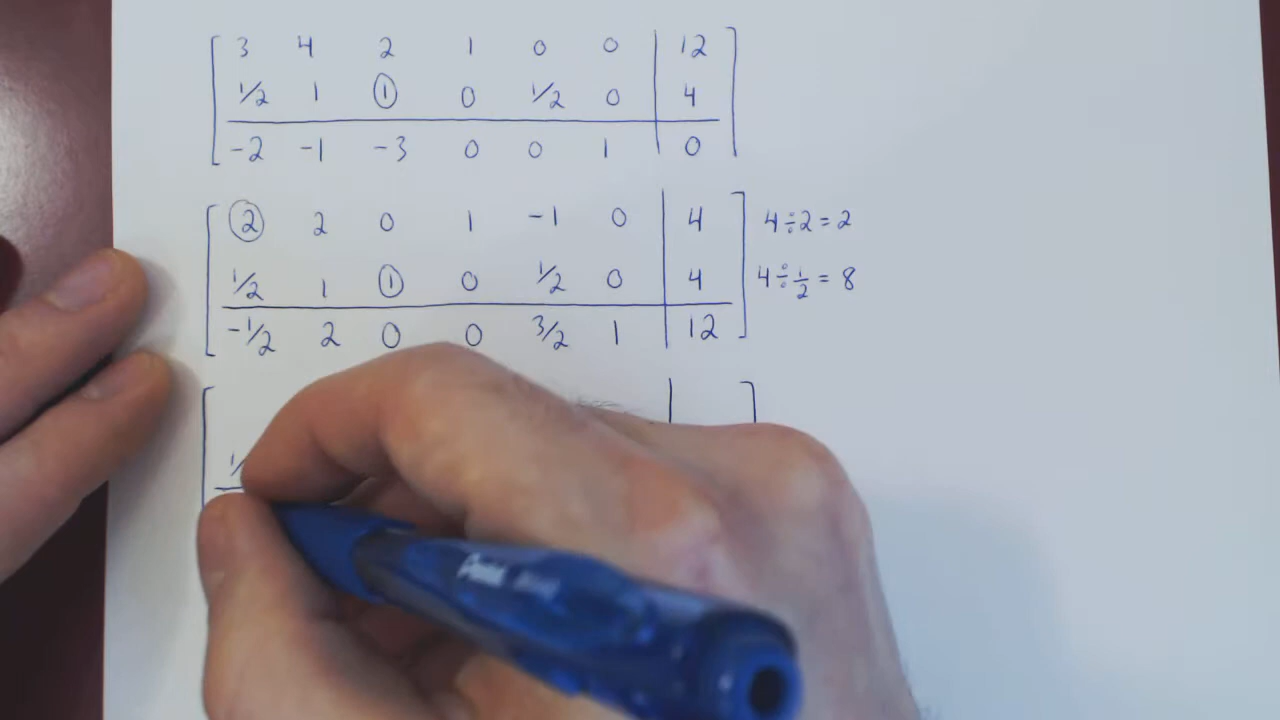 3 4 2 1 0 0 12
1/2 1 1 0 1/2 0 4
-2 -1 -3 0 0 1 0
2 2 0 1 -1 0 4 4÷2=2
1/2 1 1 0 1/2 0 4 4÷1/2=8
-1/2 2 0 0 3/2 1 12
1/
Pentel